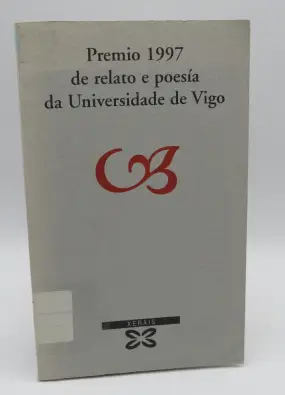 Premio 1997
de relato e poesía
da Universidade de Vigo
XERAIS